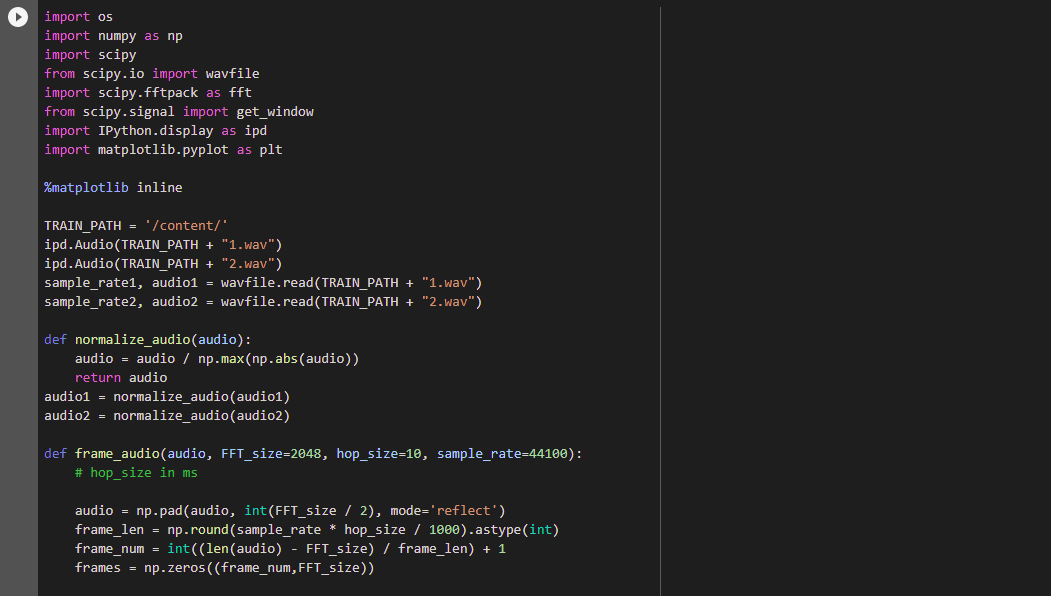 import os
import numpy as np
import scipy
from scipy.io import wavfile
import scipy.fftpack as fft
from scipy.signal import get_window
import IPython.display as ipd
import matplotlib.pyplot as plt
%matplotlib inline
TRAIN_PATH = '/content/'
ipd.Audio(TRAIN_PATH + "1.wav")
ipd.Audio(TRAIN_PATH + "2.wav")
sample_rate1, audio1 = wavfile.read(TRAIN_PATH + "1.wav")
sample_rate2, audio2 = wavfile.read(TRAIN_PATH + "2.wav")
def normalize_audio(audio):
    audio = audio / np.max(np.abs(audio))
    return audio
audio1 = normalize_audio(audio1)
audio2 = normalize_audio(audio2)
def frame_audio(audio, FFT_size=2048, hop_size=10, sample_rate=44100):
    # hop_size in ms
    audio = np.pad(audio, int(FFT_size / 2), mode='reflect')
    frame_len = np.round(sample_rate * hop_size / 1000).astype(int)
    frame_num = int((len(audio) - FFT_size) / frame_len) + 1
    frames = np.zeros((frame_num,FFT_size))